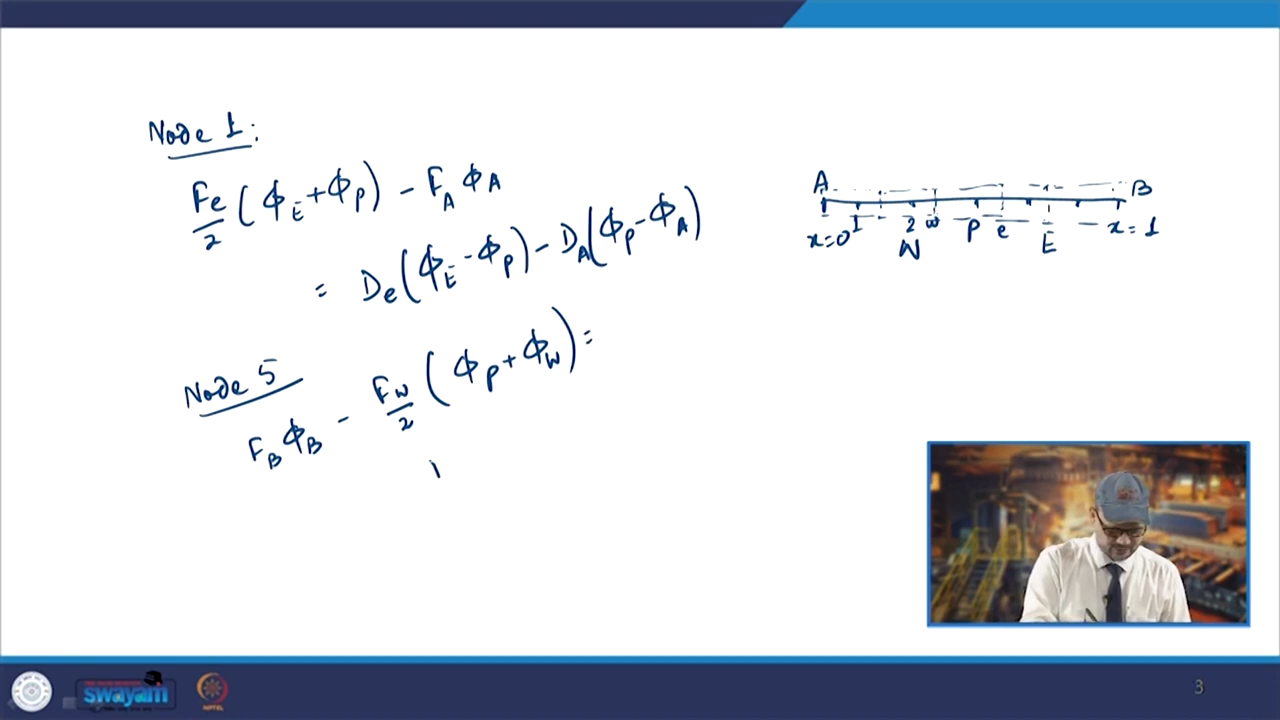 Node 1:
Fe/2 (ΦE + ΦP) - FA ΦA
= De(ΦE - ΦP) - DA(ΦP - ΦA)
Node 5
FB ΦB - Fw/2 (ΦP + ΦW) =
A B
x=0 1 2 w P e x=1
W E
swayam
3